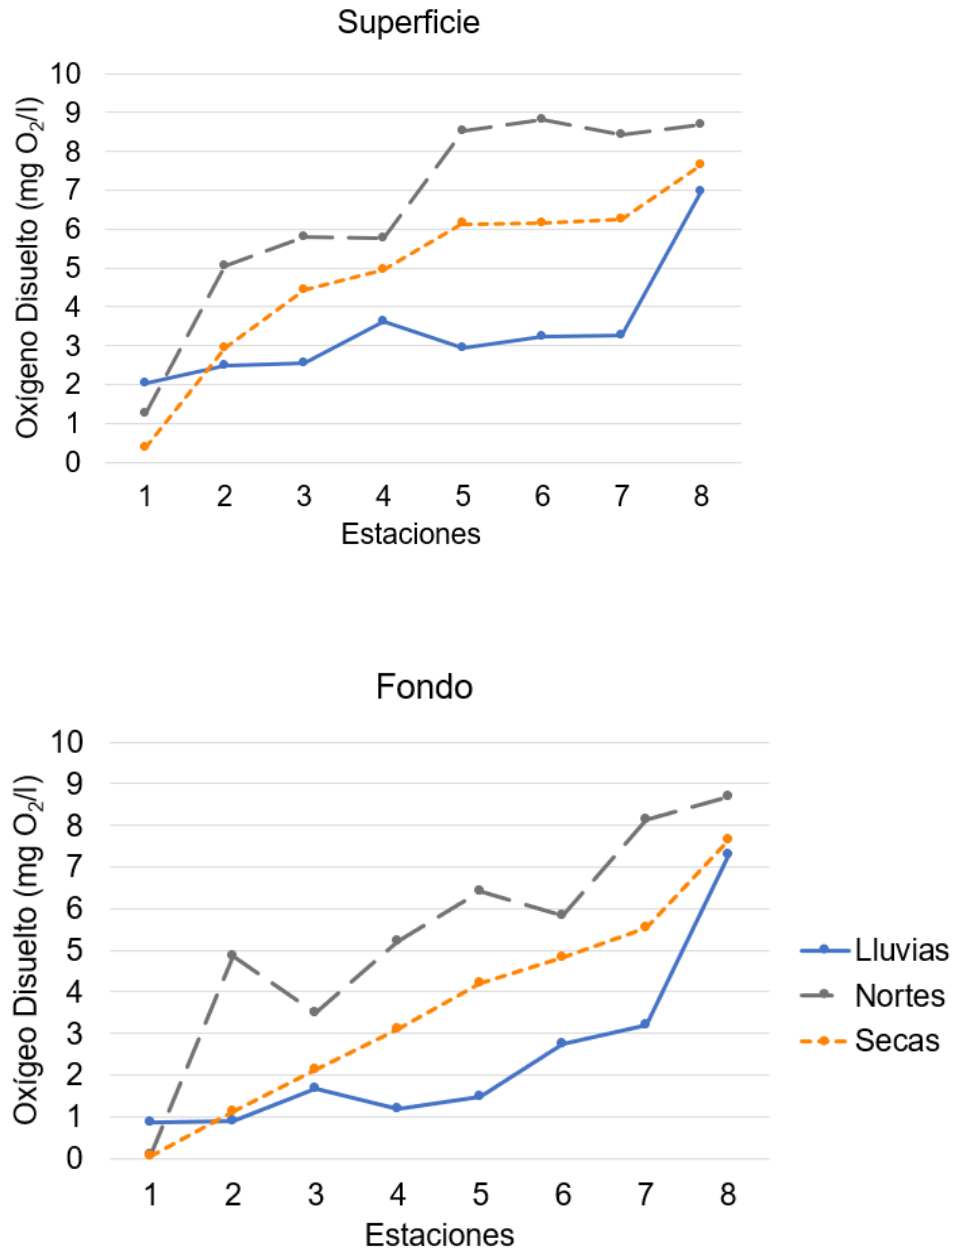 Superficie
Oxígeno Disuelto (mg O₂/l)
10
9
8
7
6
5
4
3
2
1
0
1 2 3 4 5 6 7 8
Estaciones
Fondo
Oxígeo Disuelto (mg O₂/l)
10
9
8
7
6
5
4
3
2
1
0
1 2 3 4 5 6 7 8
Estaciones
Lluvias
Nortes
Secas